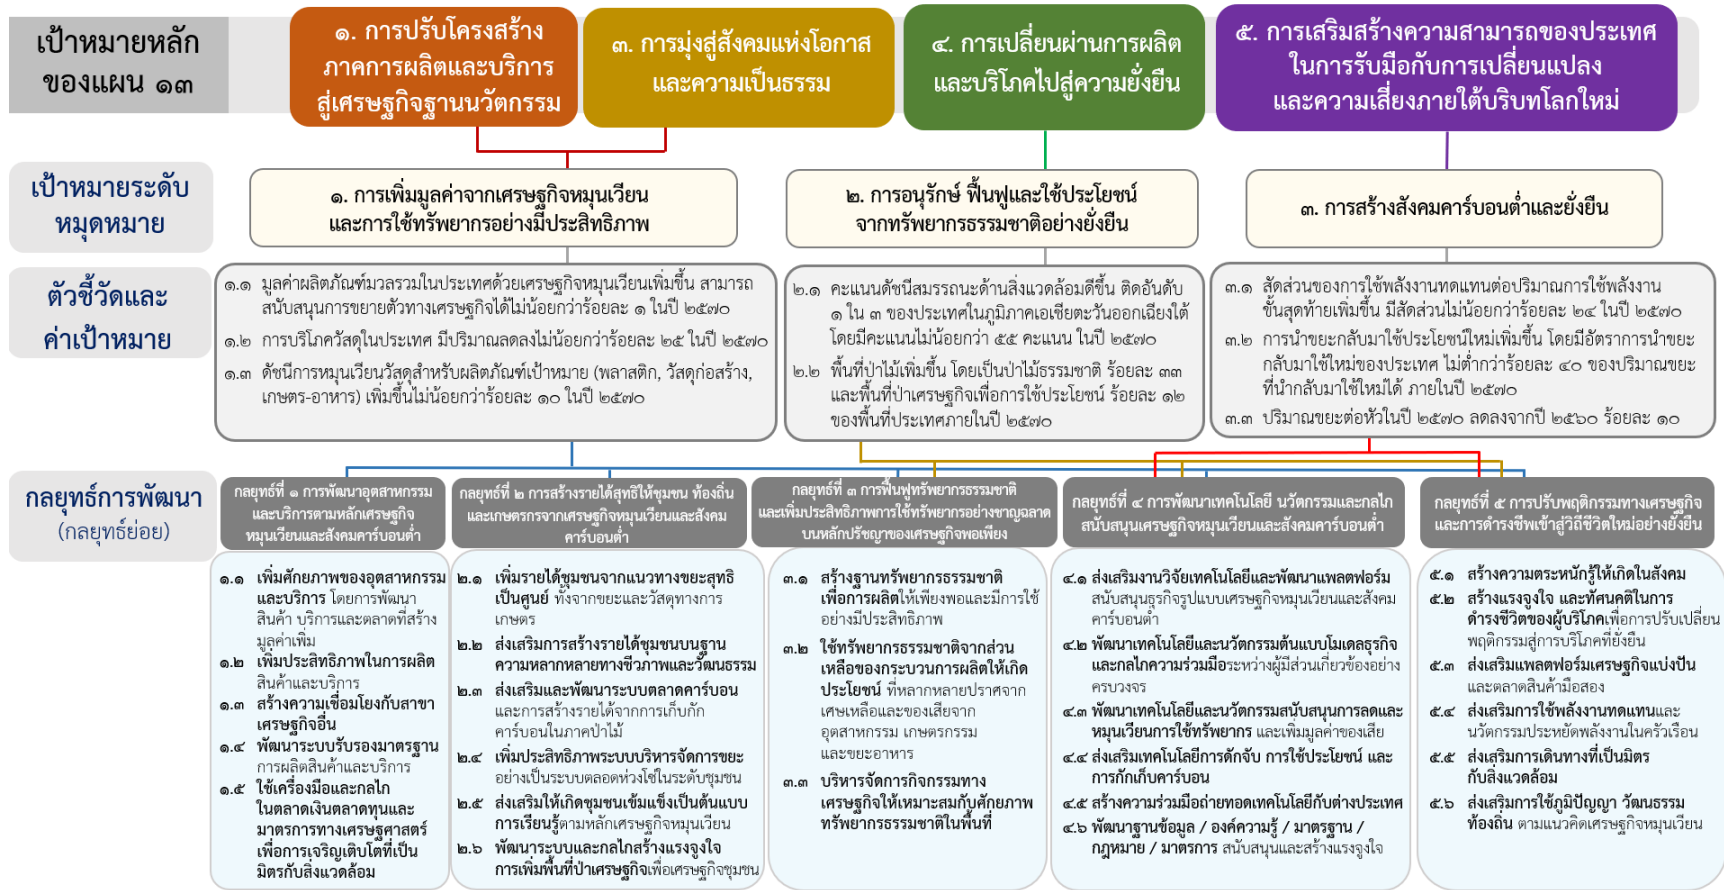 เป้าหมายหลัก
ของแผน ๑๓
๑. การปรับโครงสร้าง
ภาคการผลิตและบริการ
สู่เศรษฐกิจฐานนวัตกรรม
๓. การมุ่งสู่สังคมแห่งโอกาส
และความเป็นธรรม
๔. การเปลี่ยนผ่านการผลิต
และบริโภคไปสู่ความยั่งยืน
๕. การเสริมสร้างความสามารถของประเทศ
ในการรับมือกับการเปลี่ยนแปลง
และความเสี่ยงภายใต้บริบทโลกใหม่
เป้าหมายระดับ
หมุดหมาย
๑. การเพิ่มมูลค่าจากเศรษฐกิจหมุนเวียน
และการใช้ทรัพยากรอย่างมีประสิทธิภาพ
๒. การอนุรักษ์ ฟื้นฟูและใช้ประโยชน์
จากทรัพยากรธรรมชาติอย่างยั่งยืน
๓. การสร้างสังคมคาร์บอนต่ำและยั่งยืน
ตัวชี้วัดและ
ค่าเป้าหมาย
๑.๑ มูลค่าผลิตภัณฑ์มวลรวมในประเทศด้วยเศรษฐกิจหมุนเวียนเพิ่มขึ้น สามารถ
สนับสนุนการขยายตัวทางเศรษฐกิจได้ไม่น้อยกว่าร้อยละ ๑ ในปี ๒๕๗๐
๑.๒ การบริโภควัสดุในประเทศ มีปริมาณลดลงไม่น้อยกว่าร้อยละ ๒๕ ในปี ๒๕๗๐
๑.๓ ดัชนีการหมุนเวียนวัสดุสำหรับผลิตภัณฑ์เป้าหมาย (พลาสติก, วัสดุก่อสร้าง,
เกษตร-อาหาร) เพิ่มขึ้นไม่น้อยกว่าร้อยละ ๑๐ ในปี ๒๕๗๐
๒.๑ คะแนนดัชนีสมรรถนะด้านสิ่งแวดล้อมดีขึ้น ติดอันดับ
๑ ใน ๓ ของประเทศในภูมิภาคเอเชียตะวันออกเฉียงใต้
โดยมีคะแนนไม่น้อยกว่า ๕๕ คะแนน ในปี ๒๕๗๐
๒.๒ พื้นที่ป่าไม้เพิ่มขึ้น โดยเป็นป่าไม้ธรรมชาติ ร้อยละ ๓๓
และพื้นที่ป่าเศรษฐกิจเพื่อการใช้ประโยชน์ ร้อยละ ๑๒
ของพื้นที่ประเทศภายในปี ๒๕๗๐
๓.๑ สัดส่วนของการใช้พลังงานทดแทนต่อปริมาณการใช้พลังงาน
ขั้นสุดท้ายเพิ่มขึ้น มีสัดส่วนไม่น้อยกว่าร้อยละ ๒๔ ในปี ๒๕๗๐
๓.๒ การนำขยะกลับมาใช้ประโยชน์ใหม่เพิ่มขึ้น โดยมีอัตราการนำขยะ
กลับมาใช้ใหม่ของประเทศ ไม่ต่ำกว่าร้อยละ ๔๐ ของปริมาณขยะ
ที่นำกลับมาใช้ใหม่ได้ ภายในปี ๒๕๗๐
๓.๓ ปริมาณขยะต่อหัวในปี ๒๕๗๐ ลดลงจากปี ๒๕๖๐ ร้อยละ ๑๐
กลยุทธ์การพัฒนา
(กลยุทธ์ย่อย)
กลยุทธ์ที่ ๑ การพัฒนาอุตสาหกรรม
และบริการตามหลักเศรษฐกิจ
หมุนเวียนและสังคมคาร์บอนต่ำ
๑.๑ เพิ่มศักยภาพของอุตสาหกรรม
และบริการ โดยการพัฒนา
สินค้า บริการและตลาดที่สร้าง
มูลค่าเพิ่ม
๑.๒ เพิ่มประสิทธิภาพในการผลิต
สินค้าและบริการ
๑.๓ สร้างความเชื่อมโยงกับสาขา
เศรษฐกิจอื่น
๑.๔ พัฒนาระบบรับรองมาตรฐาน
การผลิตสินค้าและบริการ
๑.๕ ใช้เครื่องมือและกลไก
ในตลาดเงินตลาดทุนและ
มาตรการทางเศรษฐศาสตร์
เพื่อการเจริญเติบโตที่เป็น
มิตรกับสิ่งแวดล้อม
กลยุทธ์ที่ ๒ การสร้างรายได้สุทธิให้ชุมชน ท้องถิ่น
และเกษตรกรจากเศรษฐกิจหมุนเวียนและสังคม
คาร์บอนต่ำ
๒.๑ เพิ่มรายได้ชุมชนจากแนวทางขยะสุทธิ
เป็นศูนย์ ทั้งจากขยะและวัสดุทางการ
เกษตร
๒.๒ ส่งเสริมการสร้างรายได้ชุมชนบนฐาน
ความหลากหลายทางชีวภาพและวัฒนธรรม
๒.๓ ส่งเสริมและพัฒนาระบบตลาดคาร์บอน
และการสร้างรายได้จากการเก็บกัก
คาร์บอนในภาคป่าไม้
๒.๔ เพิ่มประสิทธิภาพระบบบริหารจัดการขยะ
อย่างเป็นระบบตลอดห่วงโซ่ในระดับชุมชน
๒.๕ ส่งเสริมให้เกิดชุมชนเข้มแข็งเป็นต้นแบบ
การเรียนรู้ตามหลักเศรษฐกิจหมุนเวียน
๒.๖ พัฒนาระบบและกลไกสร้างแรงจูงใจ
การเพิ่มพื้นที่ป่าเศรษฐกิจเพื่อเศรษฐกิจชุมชน
กลยุทธ์ที่ ๓ การฟื้นฟูทรัพยากรธรรมชาติ
และเพิ่มประสิทธิภาพการใช้ทรัพยากรอย่างชาญฉลาด
บนหลักปรัชญาของเศรษฐกิจพอเพียง
๓.๑ สร้างฐานทรัพยากรธรรมชาติ
เพื่อการผลิตให้เพียงพอและมีการใช้
อย่างมีประสิทธิภาพ
๓.๒ ใช้ทรัพยากรธรรมชาติจากส่วน
เหลือของกระบวนการผลิตให้เกิด
ประโยชน์ ที่หลากหลายปราศจาก
เศษเหลือและของเสียจาก
อุตสาหกรรม เกษตรกรรม
และขยะอาหาร
๓.๓ บริหารจัดการกิจกรรมทาง
เศรษฐกิจให้เหมาะสมกับศักยภาพ
ทรัพยากรธรรมชาติในพื้นที่
กลยุทธ์ที่ ๔ การพัฒนาเทคโนโลยี นวัตกรรมและกลไก
สนับสนุนเศรษฐกิจหมุนเวียนและสังคมคาร์บอนต่ำ
๔.๑ ส่งเสริมงานวิจัยเทคโนโลยีและพัฒนาแพลตฟอร์ม
สนับสนุนธุรกิจรูปแบบเศรษฐกิจหมุนเวียนและสังคม
คาร์บอนต่ำ
๔.๒ พัฒนาเทคโนโลยีและนวัตกรรมต้นแบบโมเดลธุรกิจ
และกลไกความร่วมมือระหว่างผู้มีส่วนเกี่ยวข้องอย่าง
ครบวงจร
๔.๓ พัฒนาเทคโนโลยีและนวัตกรรมสนับสนุนการลดและ
หมุนเวียนการใช้ทรัพยากร และเพิ่มมูลค่าของเสีย
๔.๔ ส่งเสริมเทคโนโลยีการดักจับ การใช้ประโยชน์ และ
การกักเก็บคาร์บอน
๔.๕ สร้างความร่วมมือถ่ายทอดเทคโนโลยีกับต่างประเทศ
๔.๖ พัฒนาฐานข้อมูล / องค์ความรู้ / มาตรฐาน /
กฎหมาย / มาตรการ สนับสนุนและสร้างแรงจูงใจ
กลยุทธ์ที่ ๕ การปรับพฤติกรรมทางเศรษฐกิจ
และการดำรงชีพเข้าสู่วิถีชีวิตใหม่อย่างยั่งยืน
๕.๑ สร้างความตระหนักรู้ให้เกิดในสังคม
๕.๒ สร้างแรงจูงใจ และทัศนคติในการ
ดำรงชีวิตของผู้บริโภคเพื่อการปรับเปลี่ยน
พฤติกรรมสู่การบริโภคที่ยั่งยืน
๕.๓ ส่งเสริมแพลตฟอร์มเศรษฐกิจแบ่งปัน
และตลาดสินค้ามือสอง
๕.๔ ส่งเสริมการใช้พลังงานทดแทนและ
นวัตกรรมประหยัดพลังงานในครัวเรือน
๕.๕ ส่งเสริมการเดินทางที่เป็นมิตร
กับสิ่งแวดล้อม
๕.๖ ส่งเสริมการใช้ภูมิปัญญา วัฒนธรรม
ท้องถิ่น ตามแนวคิดเศรษฐกิจหมุนเวียน